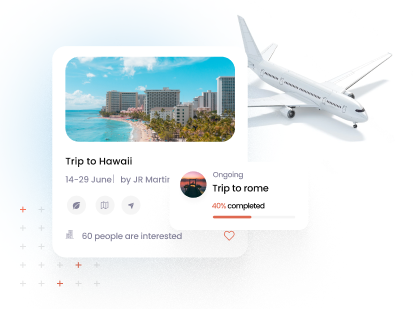 Trip to Hawaii
14-29 June | by JR Martin
60 people are interested
Ongoing
Trip to rome
40% completed